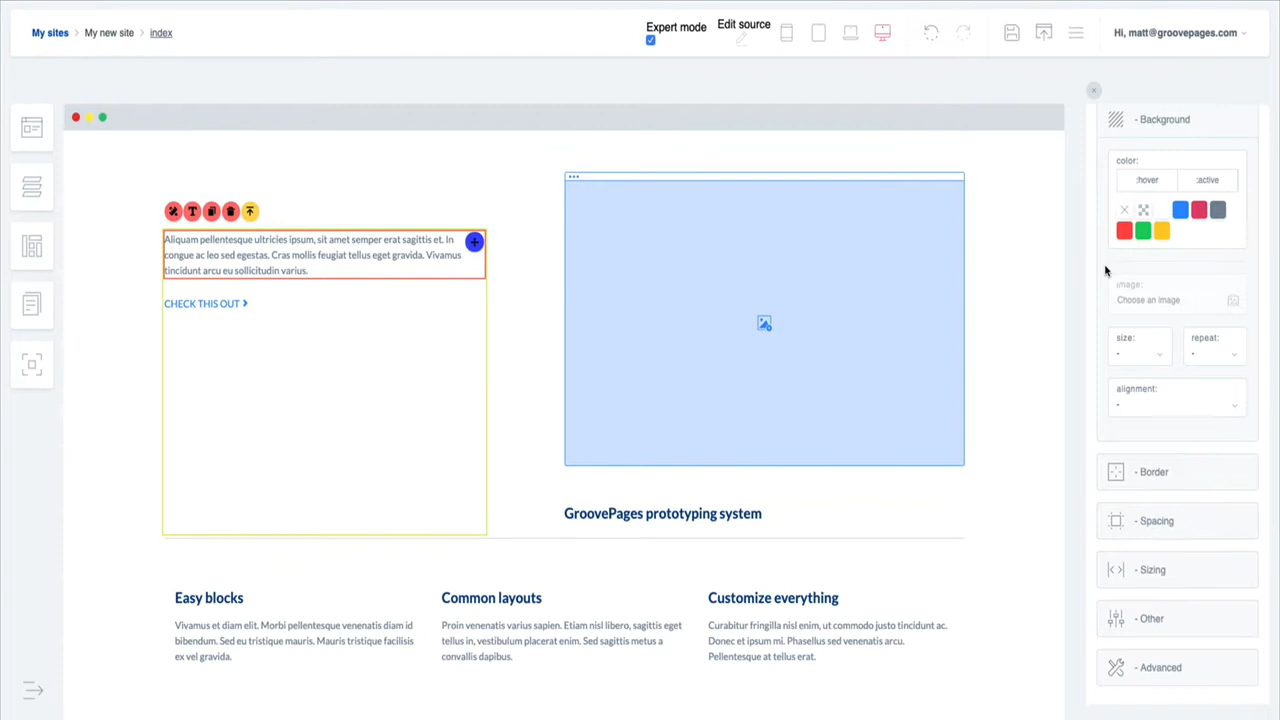 My sites > My new site > index
Expert mode
Edit source
Hi, matt@groovepages.com
- Background
color:
:hover
:active
image:
Choose an image
size:
-
repeat:
-
alignment:
-
- Border
- Spacing
- Sizing
- Other
- Advanced
Aliquam pellentesque ultricies ipsum, sit amet semper erat sagittis et. In
congue ac leo sed egestas. Cras mollis feugiat tellus eget gravida. Vivamus
tincidunt arcu eu sollicitudin varius.
CHECK THIS OUT
GroovePages prototyping system
Easy blocks
Vivamus et diam elit. Morbi pellentesque venenatis diam id
bibendum. Sed eu tristique mauris. Mauris tristique facilisis
ex vel gravida.
Common layouts
Proin venenatis varius sapien. Etiam nisl libero, sagittis eget
tellus in, vestibulum placerat enim. Sed sagittis metus a
convallis dapibus.
Customize everything
Curabitur fringilla nisl enim, ut commodo justo tincidunt ac.
Donec et ipsum mi. Phasellus sed venenatis arcu.
Pellentesque at tellus erat.